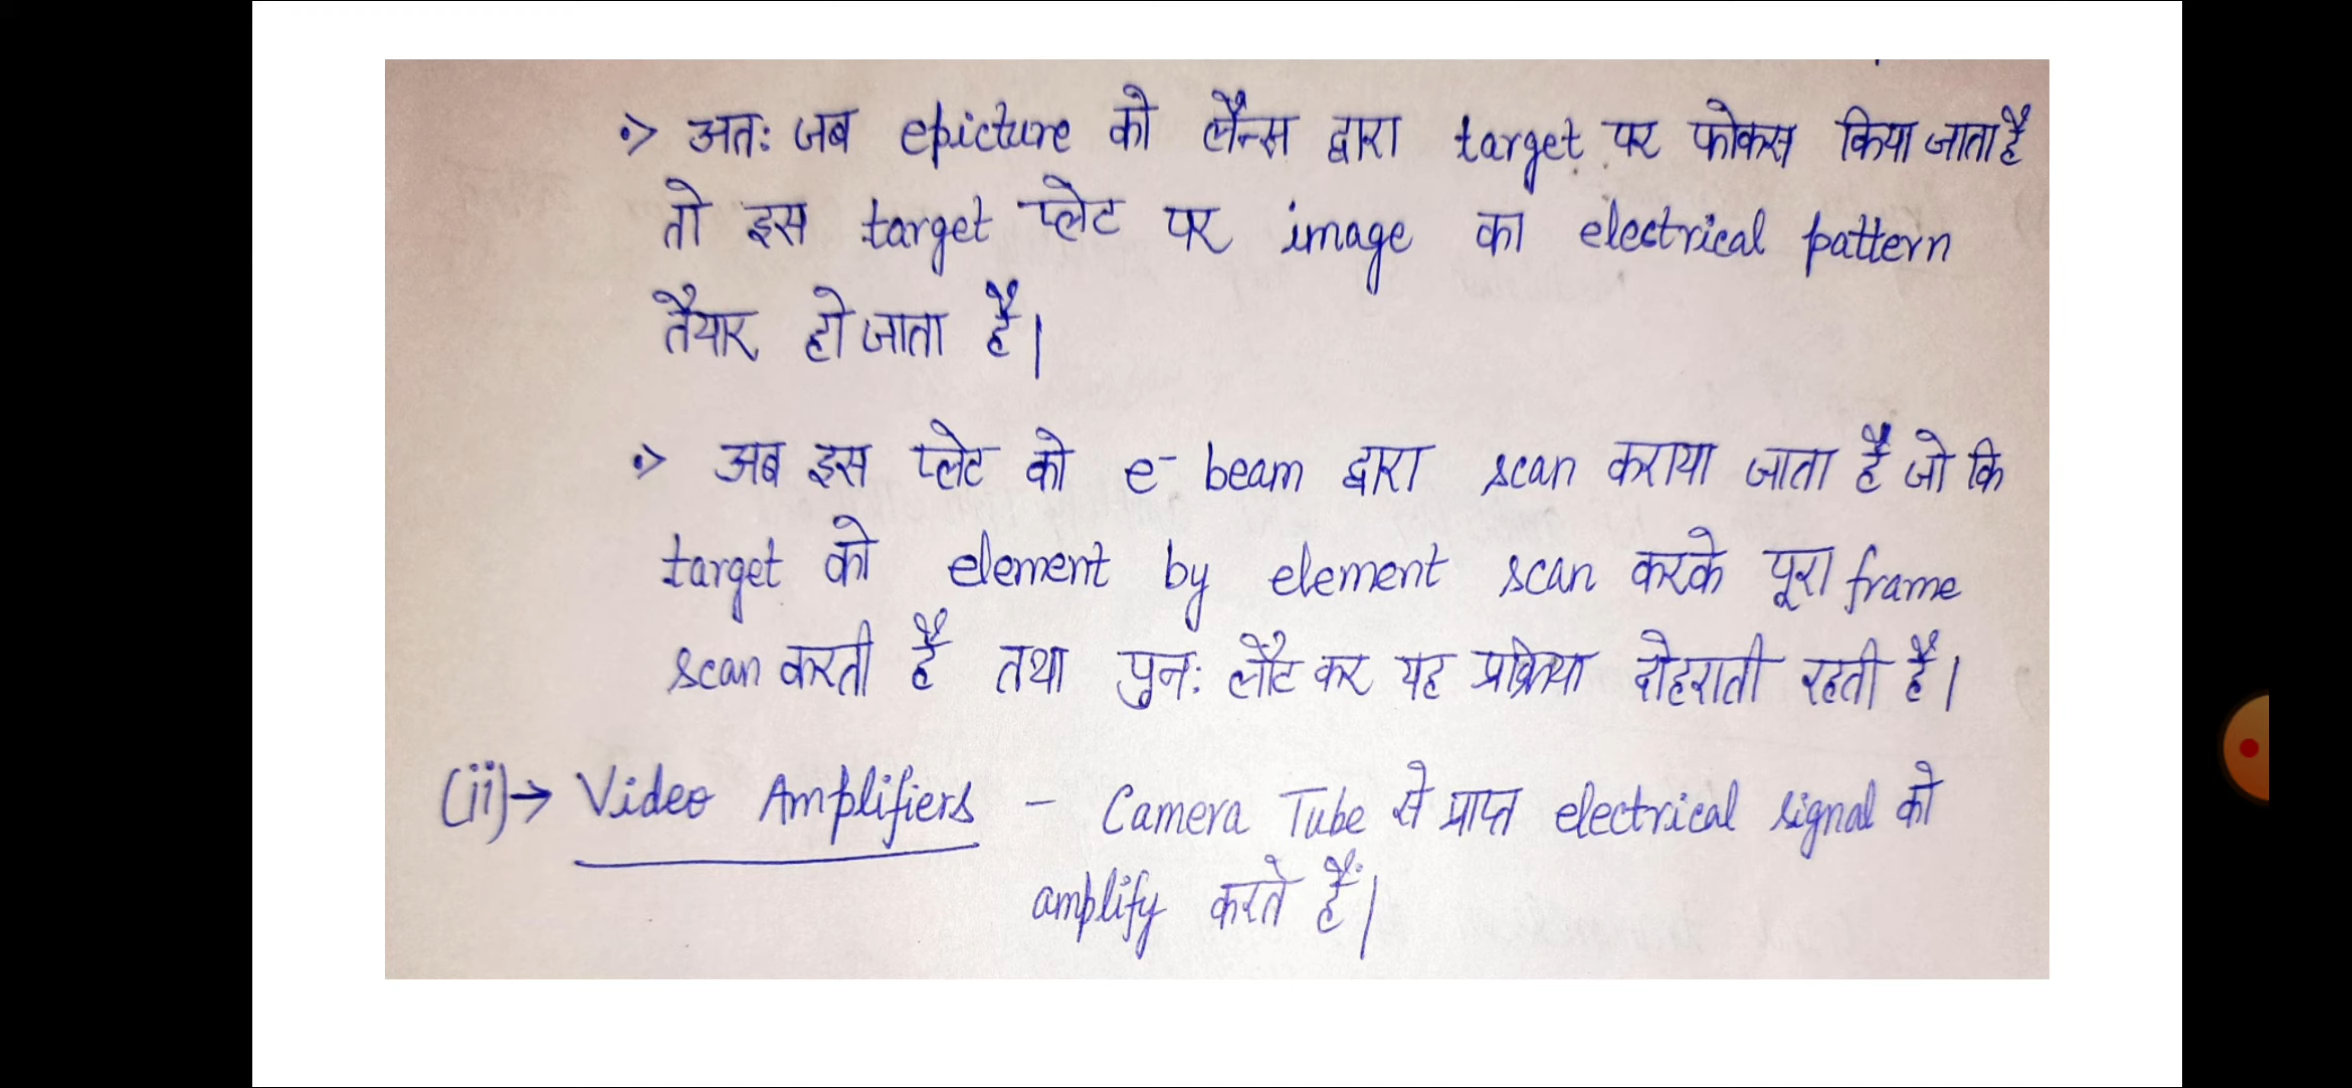 ·> अतः जब epicture को लैन्स द्वारा target पर फोकस किया जाता है
तो इस target प्लेट पर image का electrical pattern
तैयार हो जाता है।
·> अब इस प्लेट को e⁻ beam द्वारा scan कराया जाता है जो कि
target को element by element scan करके पूरा frame
scan करती है तथा पुनः लौट कर यह प्रक्रिया दोहराती रहती है।
(ii)→ Video Amplifiers – Camera Tube से प्राप्त electrical signal को
amplify करते हैं।